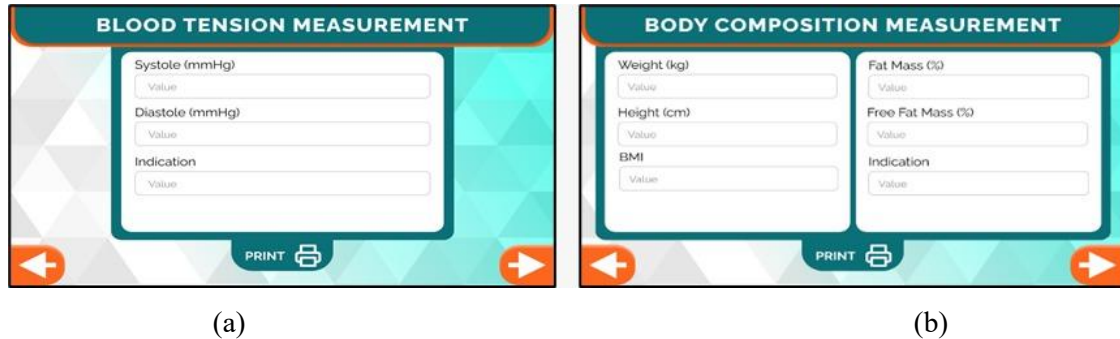 BLOOD TENSION MEASUREMENT
Systole (mmHg)
Value
Diastole (mmHg)
Value
Indication
Value
PRINT
BODY COMPOSITION MEASUREMENT
Weight (kg)
Value
Height (cm)
Value
BMI
Value
Fat Mass (%)
Value
Free Fat Mass (%)
Value
Indication
Value
PRINT
(a)
(b)